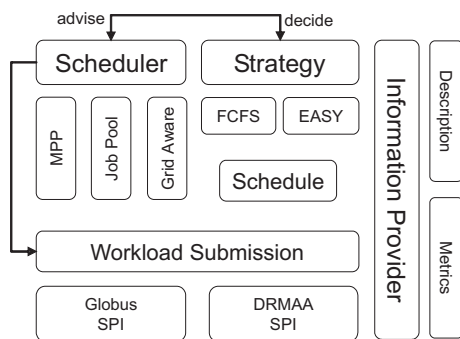 advise
decide
Scheduler
Strategy
MPP
Job Pool
Grid Aware
FCFS
EASY
Schedule
Workload Submission
Globus
SPI
DRMAA
SPI
Information Provider
Description
Metrics